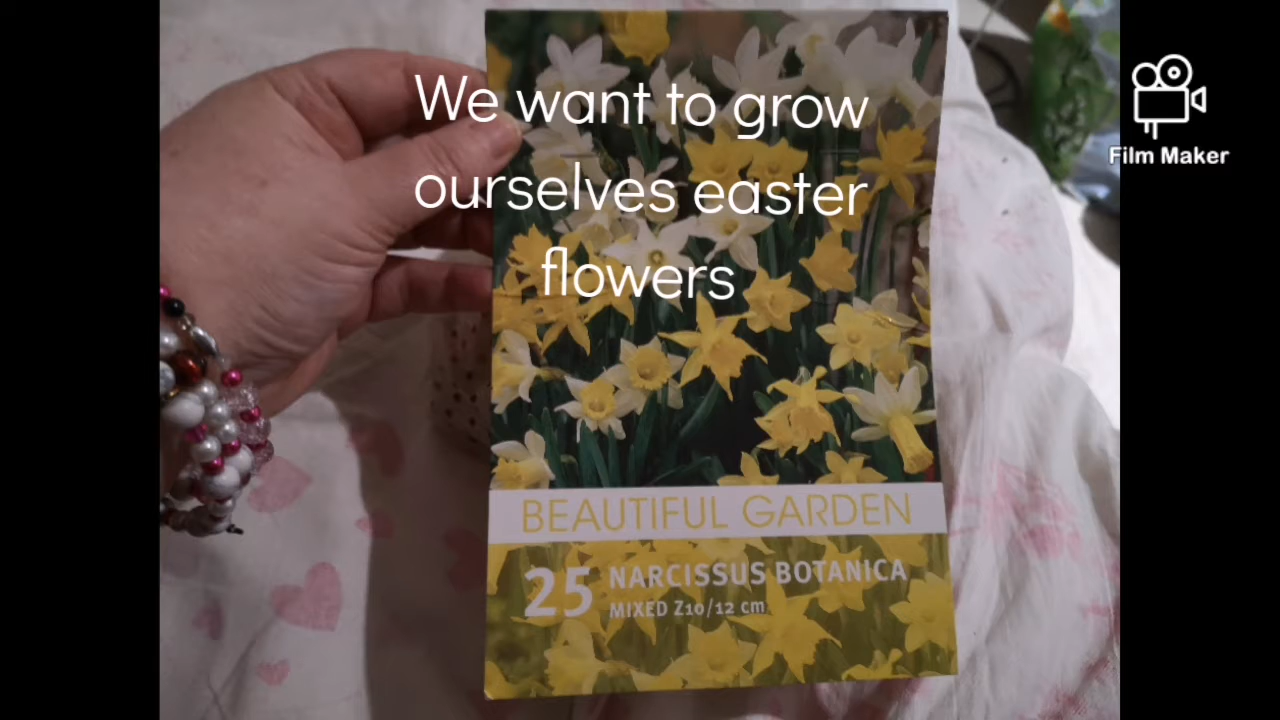 We want to grow
ourselves easter
flowers
Film Maker
BEAUTIFUL GARDEN
25 NARCISSUS BOTANICA
MIXED Z10/12 cm